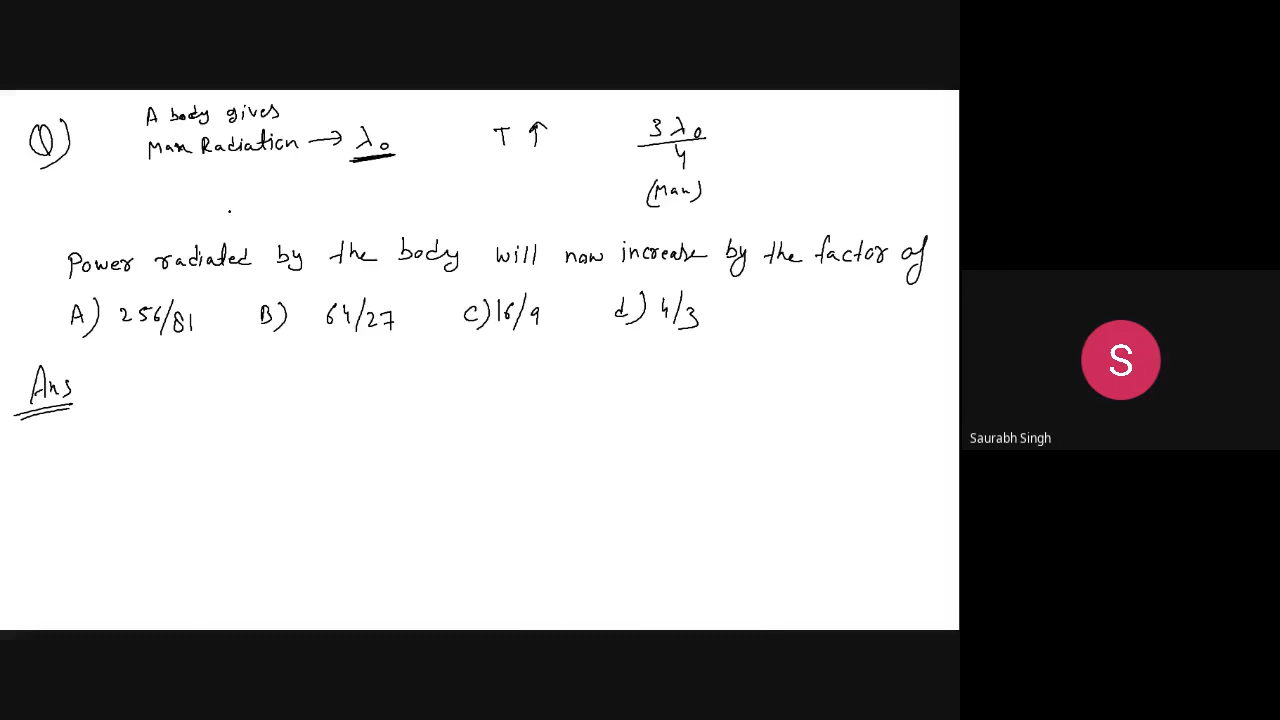 Q) A body gives
Max Radiation → λ₀ T ↑ 3λ₀/4
(Max)
Power radiated by the body will now increase by the factor of
A) 256/81 B) 64/27 C) 16/9 d) 4/3
Ans
S
Saurabh Singh